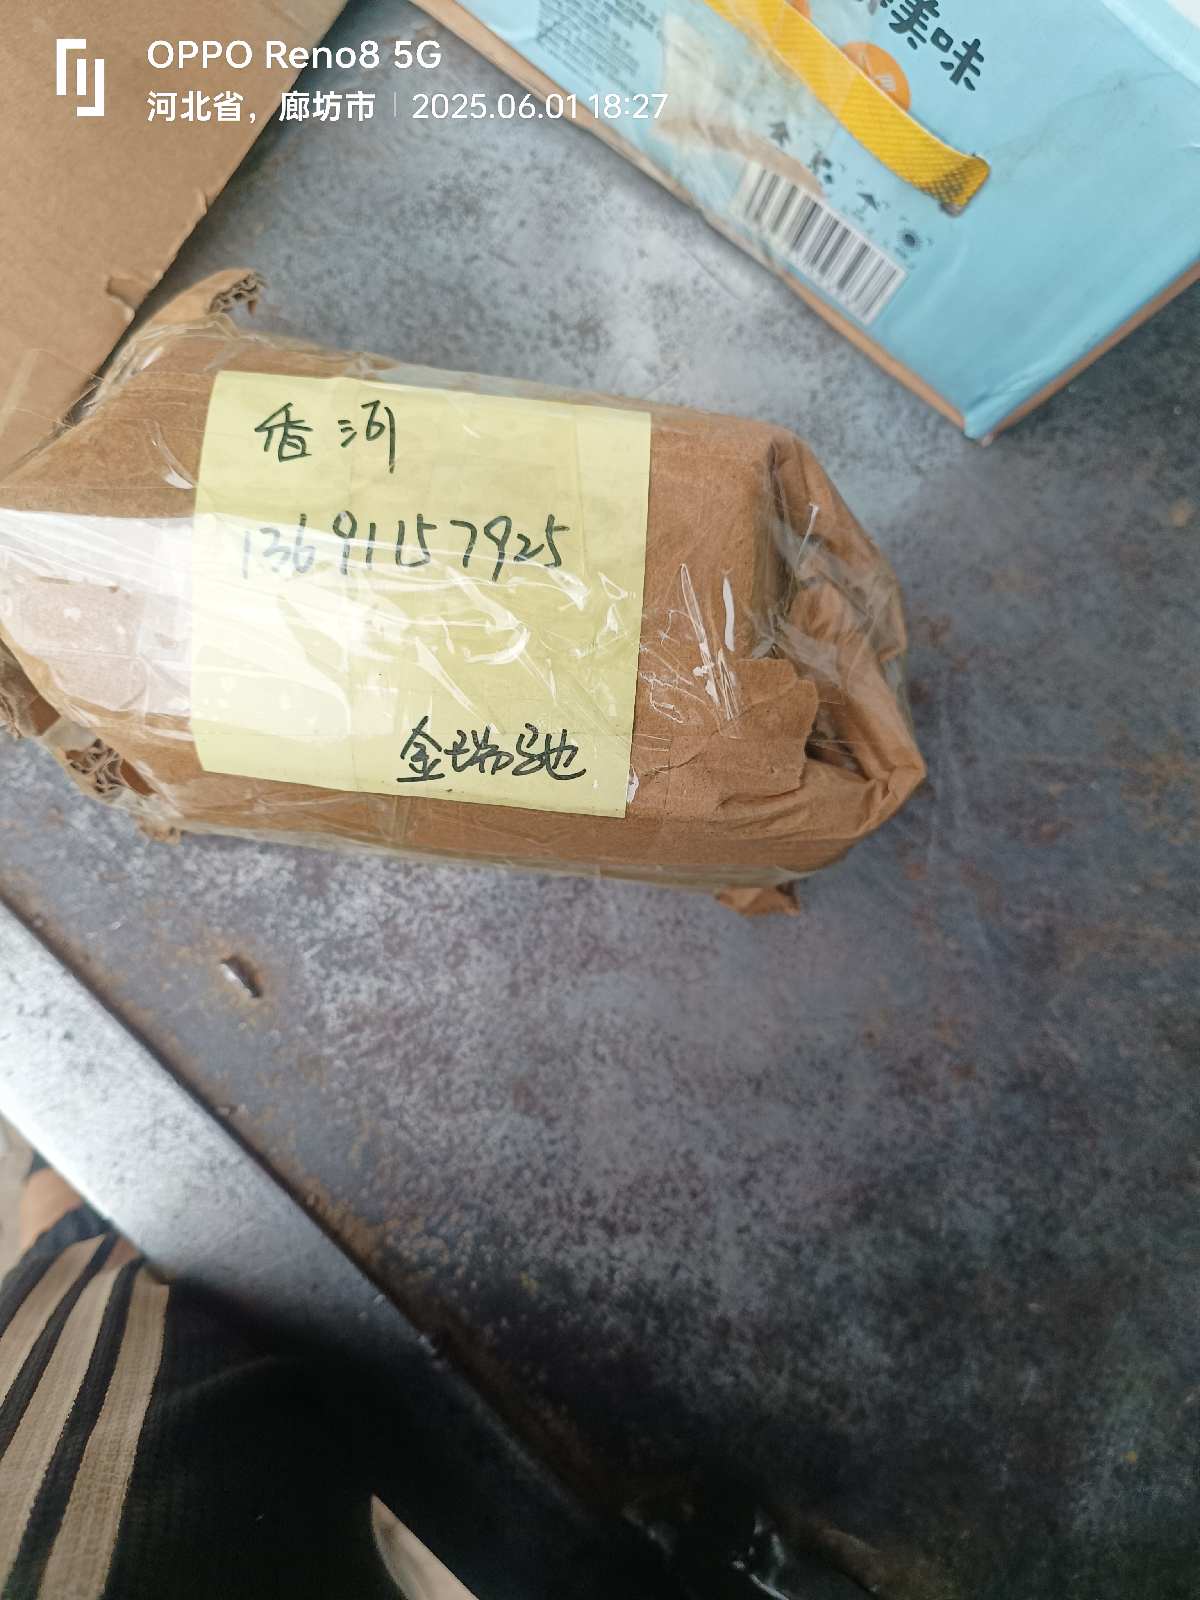 OPPO Reno8 5G
河北省，廊坊市 | 2025.06.01 18:27
美味
香河
13691157925
金瑞驰